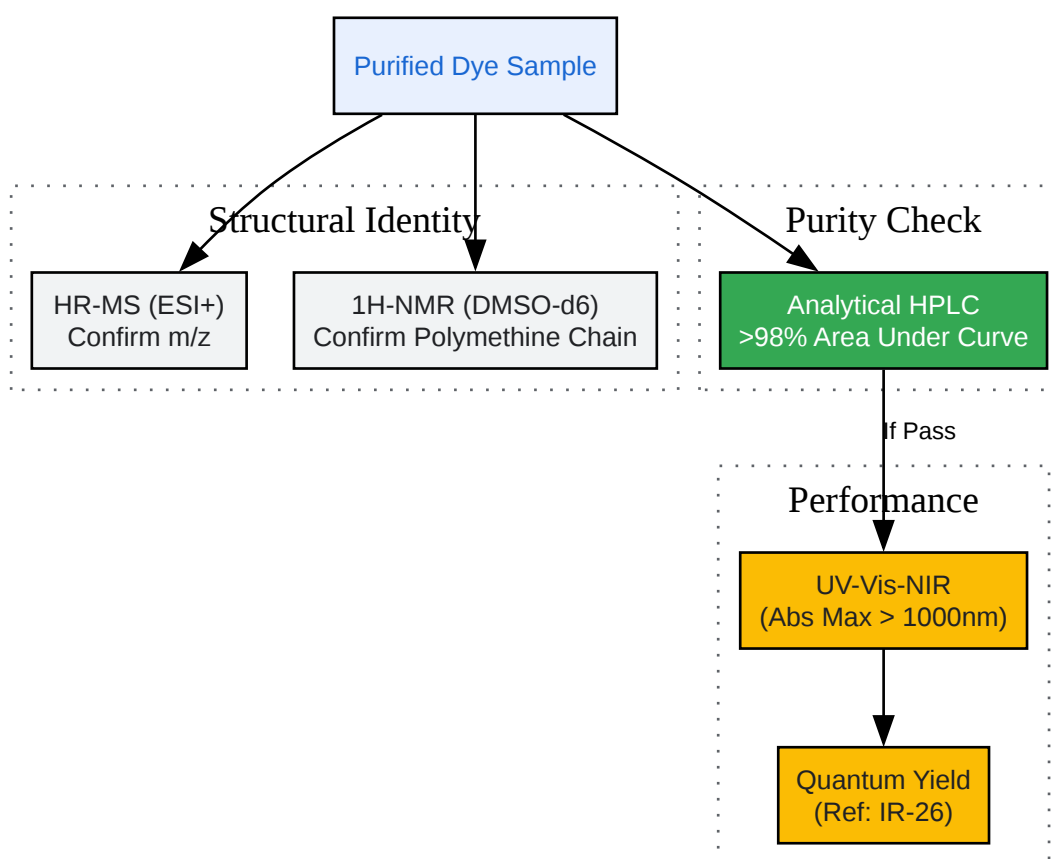 Purified Dye Sample
Structural Identity
Purity Check
HR-MS (ESI+)
Confirm m/z
1H-NMR (DMSO-d6)
Confirm Polymethine Chain
Analytical HPLC
>98% Area Under Curve
If Pass
Performance
UV-Vis-NIR
(Abs Max > 1000nm)
Quantum Yield
(Ref: IR-26)